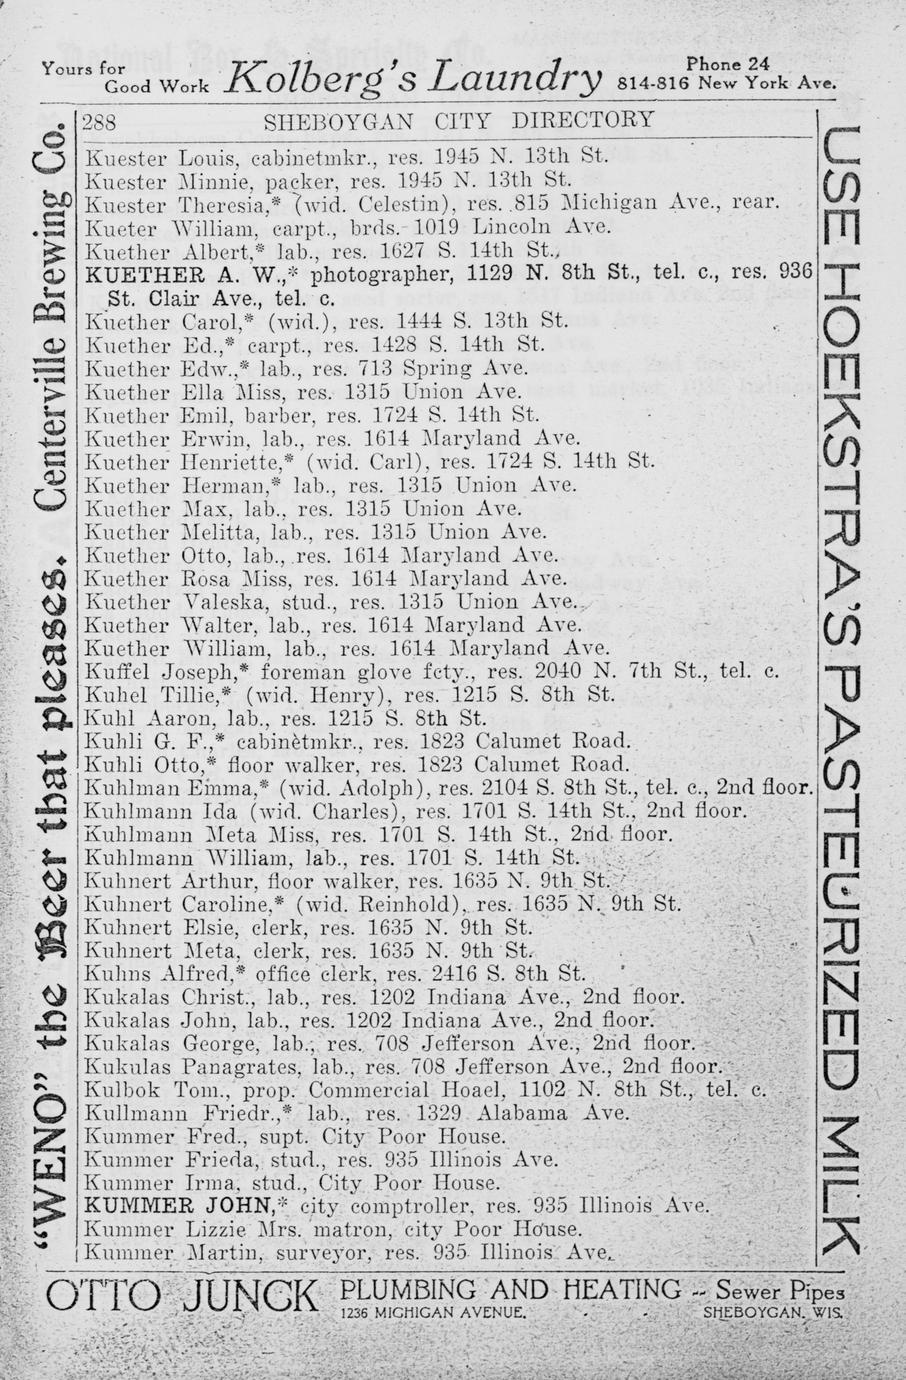 Yours for
Good Work
Kolberg's Laundry
Phone 24
814-816 New York Ave.
288 SHEBOYGAN CITY DIRECTORY
Kuester Louis, cabinetmkr., res. 1945 N. 13th St.
Kuester Minnie, packer, res. 1945 N. 13th St.
Kuester Theresia,* (wid. Celestin), res. 815 Michigan Ave., rear.
Kueter William, carpt., brds. 1019 Lincoln Ave.
Kuether Albert,* lab., res. 1627 S. 14th St.,
KUETHER A. W.,* photographer, 1129 N. 8th St., tel. c., res. 936
St. Clair Ave., tel. c.
Kuether Carol,* (wid.), res. 1444 S. 13th St.
Kuether Ed.,* carpt., res. 1428 S. 14th St.
Kuether Edw.,* lab., res. 713 Spring Ave.
Kuether Ella Miss, res. 1315 Union Ave.
Kuether Emil, barber, res. 1724 S. 14th St.
Kuether Erwin, lab., res. 1614 Maryland Ave.
Kuether Henriette,* (wid. Carl), res. 1724 S. 14th St.
Kuether Herman,* lab., res. 1315 Union Ave.
Kuether Max, lab., res. 1315 Union Ave.
Kuether Melitta, lab., res. 1315 Union Ave.
Kuether Otto, lab., res. 1614 Maryland Ave.
Kuether Rosa Miss, res. 1614 Maryland Ave.
Kuether Valeska, stud., res. 1315 Union Ave.
Kuether Walter, lab., res. 1614 Maryland Ave.
Kuether William, lab., res. 1614 Maryland Ave.
Kuffel Joseph,* foreman glove fcty., res. 2040 N. 7th St., tel. c.
Kuhel Tillie,* (wid. Henry), res. 1215 S. 8th St.
Kuhl Aaron, lab., res. 1215 S. 8th St.
Kuhli G. F.,* cabinetmkr., res. 1823 Calumet Road.
Kuhli Otto,* floor walker, res. 1823 Calumet Road.
Kuhlman Emma,* (wid. Adolph), res. 2104 S. 8th St., tel. c., 2nd floor.
Kuhlmann Ida (wid. Charles), res. 1701 S. 14th St., 2nd floor.
Kuhlmann Meta Miss, res. 1701 S. 14th St., 2nd floor.
Kuhlmann William, lab., res. 1701 S. 14th St.
Kuhnert Arthur, floor walker, res. 1635 N. 9th St.
Kuhnert Caroline,* (wid. Reinhold), res. 1635 N. 9th St.
Kuhnert Elsie, clerk, res. 1635 N. 9th St.
Kuhnert Meta, clerk, res. 1635 N. 9th St.
Kuhns Alfred,* office clerk, res. 2416 S. 8th St.
Kukalas Christ., lab., res. 1202 Indiana Ave., 2nd floor.
Kukalas John, lab., res. 1202 Indiana Ave., 2nd floor.
Kukalas George, lab., res. 708 Jefferson Ave., 2nd floor.
Kukulas Panagrates, lab., res. 708 Jefferson Ave., 2nd floor.
Kulbok Tom., prop. Commercial Hoael, 1102 N. 8th St., tel. c.
Kullmann Friedr.,* lab., res. 1329 Alabama Ave.
Kummer Fred., supt. City Poor House.
Kummer Frieda, stud., res. 935 Illinois Ave.
Kummer Irma, stud., City Poor House.
KUMMER JOHN,* city comptroller, res. 935 Illinois Ave.
Kummer Lizzie Mrs. matron, city Poor House.
Kummer Martin, surveyor, res. 935 Illinois Ave.
"WENO" the Beer that pleases. Centerville Brewing Co.
USE HOEKSTRA'S PASTEURIZED MILK
OTTO JUNGK PLUMBING AND HEATING -- Sewer Pipes
1236 MICHIGAN AVENUE. - - SHEBOYGAN, WIS.